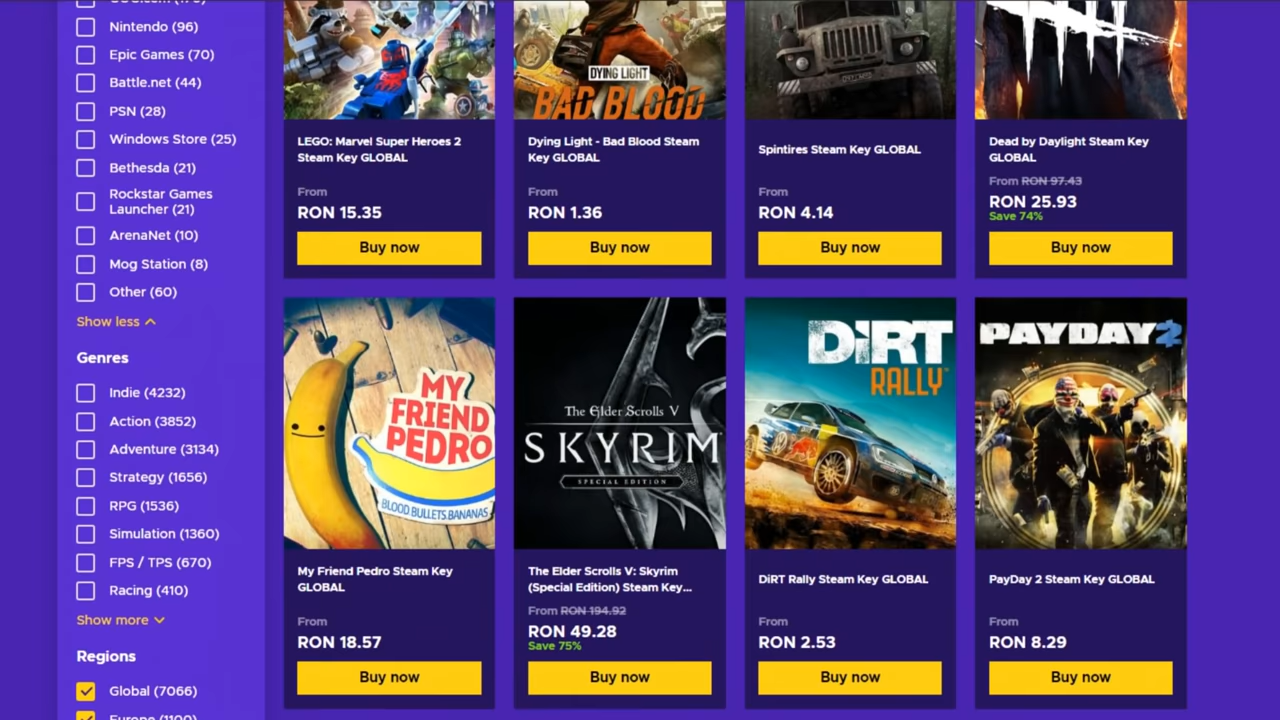 Nintendo (96)
Epic Games (70)
Battle.net (44)
PSN (28)
Windows Store (25)
Bethesda (21)
Rockstar Games
Launcher (21)
ArenaNet (10)
Mog Station (8)
Other (60)
Show less
Genres
Indie (4232)
Action (3852)
Adventure (3134)
Strategy (1656)
RPG (1536)
Simulation (1360)
FPS / TPS (670)
Racing (410)
Show more
Regions
Global (7066)
LEGO: Marvel Super Heroes 2
Steam Key GLOBAL
From
RON 15.35
Buy now
DYING LIGHT
BAD BLOOD
Dying Light - Bad Blood Steam
Key GLOBAL
From
RON 1.36
Buy now
Spintires Steam Key GLOBAL
From
RON 4.14
Buy now
Dead by Daylight Steam Key
GLOBAL
From RON 97.43
RON 25.93
Save 74%
Buy now
MY
FRIEND
PEDRO
BLOOD BULLETS BANANAS
My Friend Pedro Steam Key
GLOBAL
From
RON 18.57
Buy now
The Elder Scrolls V
SKYRIM
SPECIAL EDITION
The Elder Scrolls V: Skyrim
(Special Edition) Steam Key...
From RON 194.92
RON 49.28
Save 75%
Buy now
DiRT
RALLY
DiRT Rally Steam Key GLOBAL
From
RON 2.53
Buy now
PAYDAY 2
PayDay 2 Steam Key GLOBAL
From
RON 8.29
Buy now